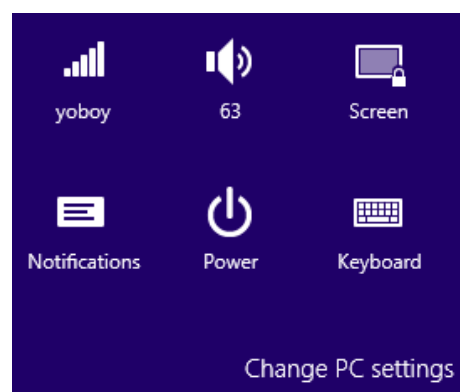 yoboy 63 Screen
Notifications Power Keyboard
Change PC settings